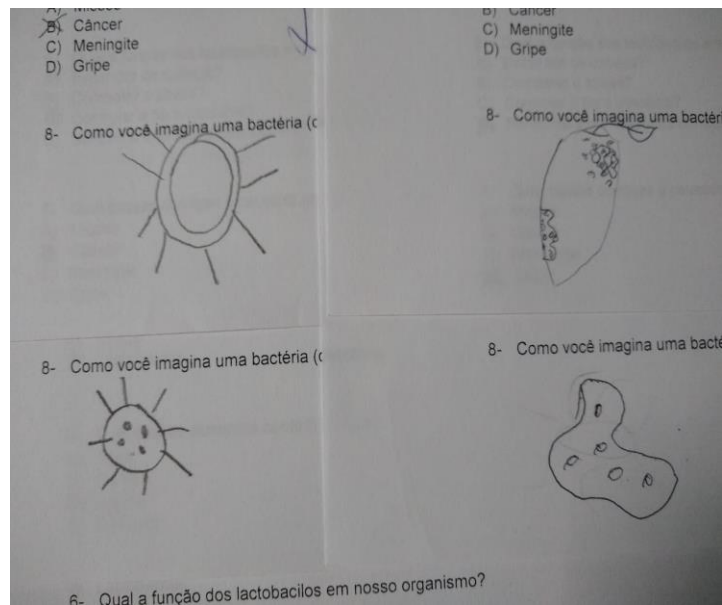 B) Câncer
C) Meningite
D) Gripe
8- Como você imagina uma bactéria (d
B) Câncer
C) Meningite
D) Gripe
8- Como você imagina uma bactéri
8- Como você imagina uma bactéria (d
8- Como você imagina uma bacté
6- Qual a função dos lactobacilos em nosso organismo?